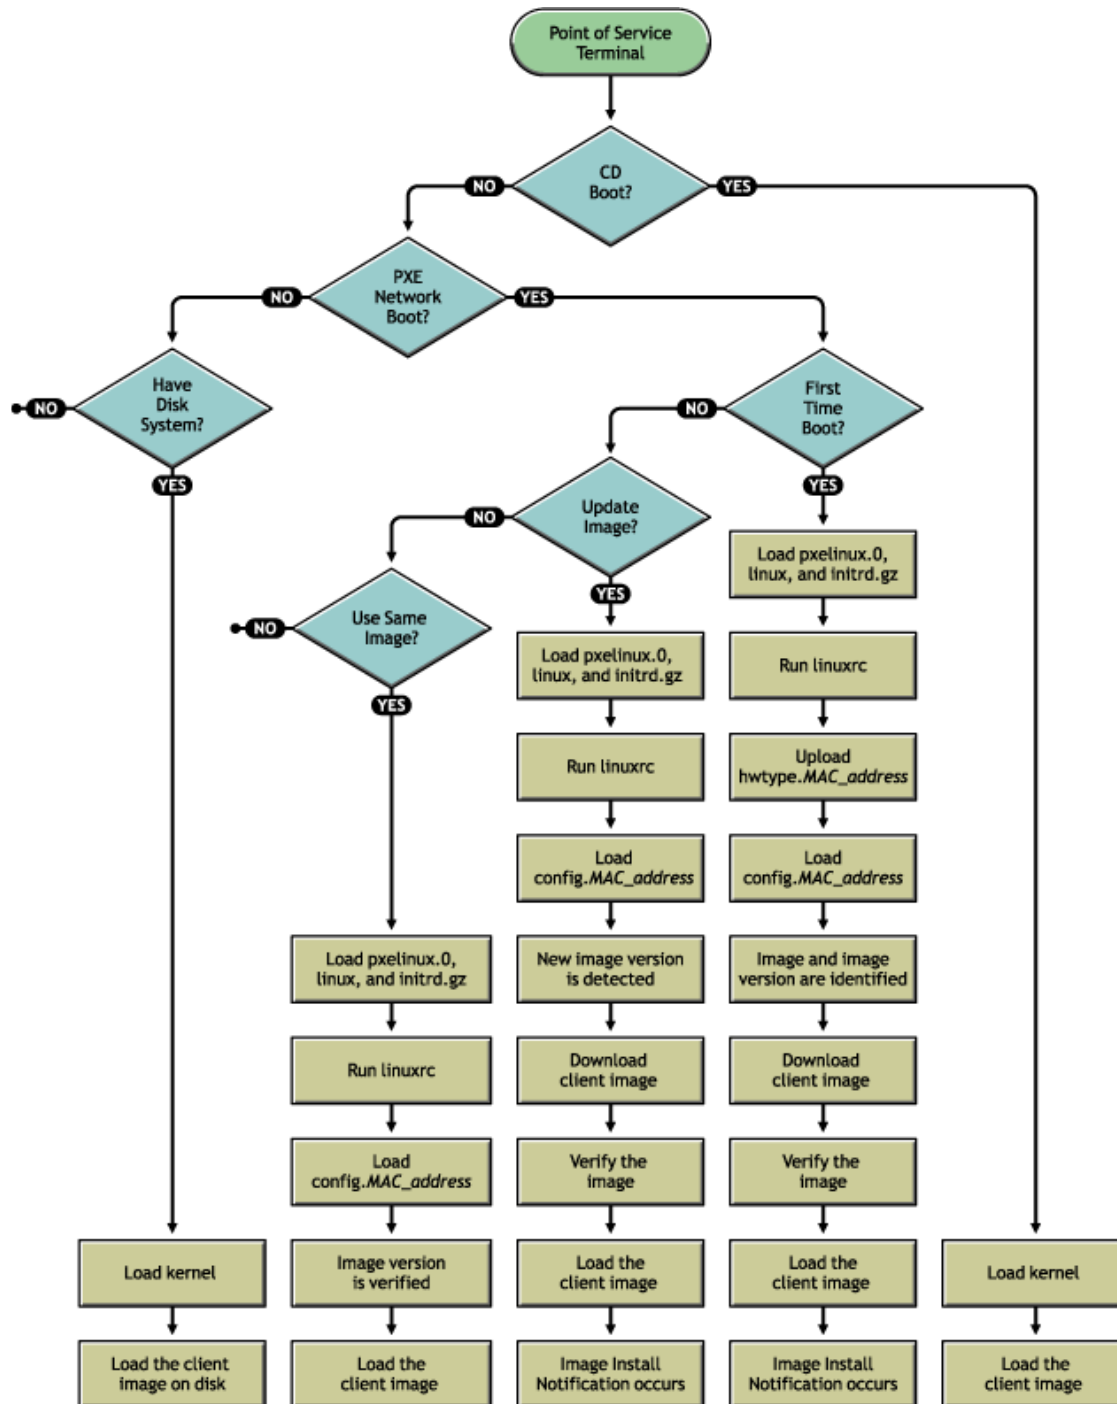 Point of Service
Terminal
CD
Boot?
NO
YES
PXE
Network
Boot?
NO
YES
Have
Disk
System?
NO
YES
First
Time
Boot?
NO
YES
Update
Image?
NO
YES
Use Same
Image?
NO
YES
Load pxelinux.0,
linux, and initrd.gz
Run linuxrc
Upload
hwtype.MAC_address
Load
config.MAC_address
Image and image
version are identified
Download
client image
Verify the
image
Load the
client image
Image Install
Notification occurs
Load pxelinux.0,
linux, and initrd.gz
Run linuxrc
Load
config.MAC_address
New image version
is detected
Download
client image
Verify the
image
Load the
client image
Image Install
Notification occurs
Load pxelinux.0,
linux, and initrd.gz
Run linuxrc
Load
config.MAC_address
Image version
is verified
Load the
client image
Load kernel
Load the client
image on disk
Load kernel
Load the
client image